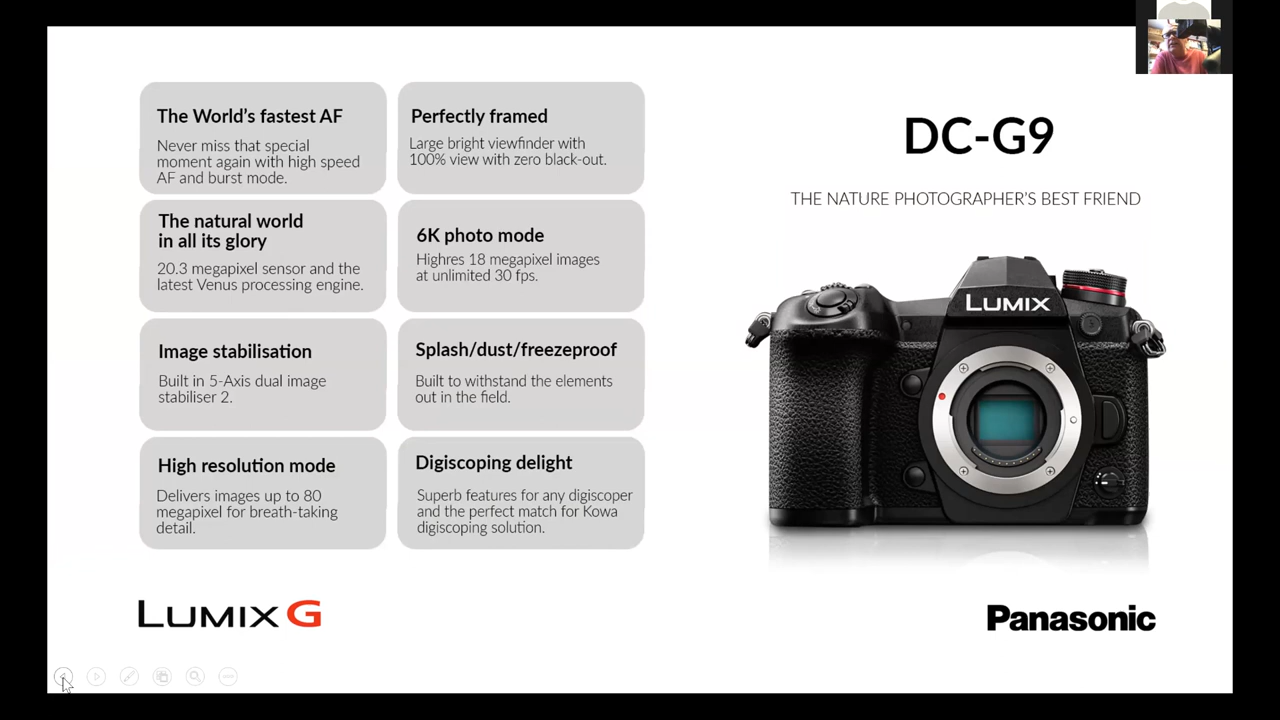 The World's fastest AF
Never miss that special
moment again with high speed
AF and burst mode.
Perfectly framed
Large bright viewfinder with
100% view with zero black-out.
The natural world
in all its glory
20.3 megapixel sensor and the
latest Venus processing engine.
6K photo mode
Highres 18 megapixel images
at unlimited 30 fps.
Image stabilisation
Built in 5-Axis dual image
stabiliser 2.
Splash/dust/freezeproof
Built to withstand the elements
out in the field.
High resolution mode
Delivers images up to 80
megapixel for breath-taking
detail.
Digiscoping delight
Superb features for any digiscoper
and the perfect match for Kowa
digiscoping solution.
DC-G9
THE NATURE PHOTOGRAPHER'S BEST FRIEND
LUMIX
LUMIX G
Panasonic